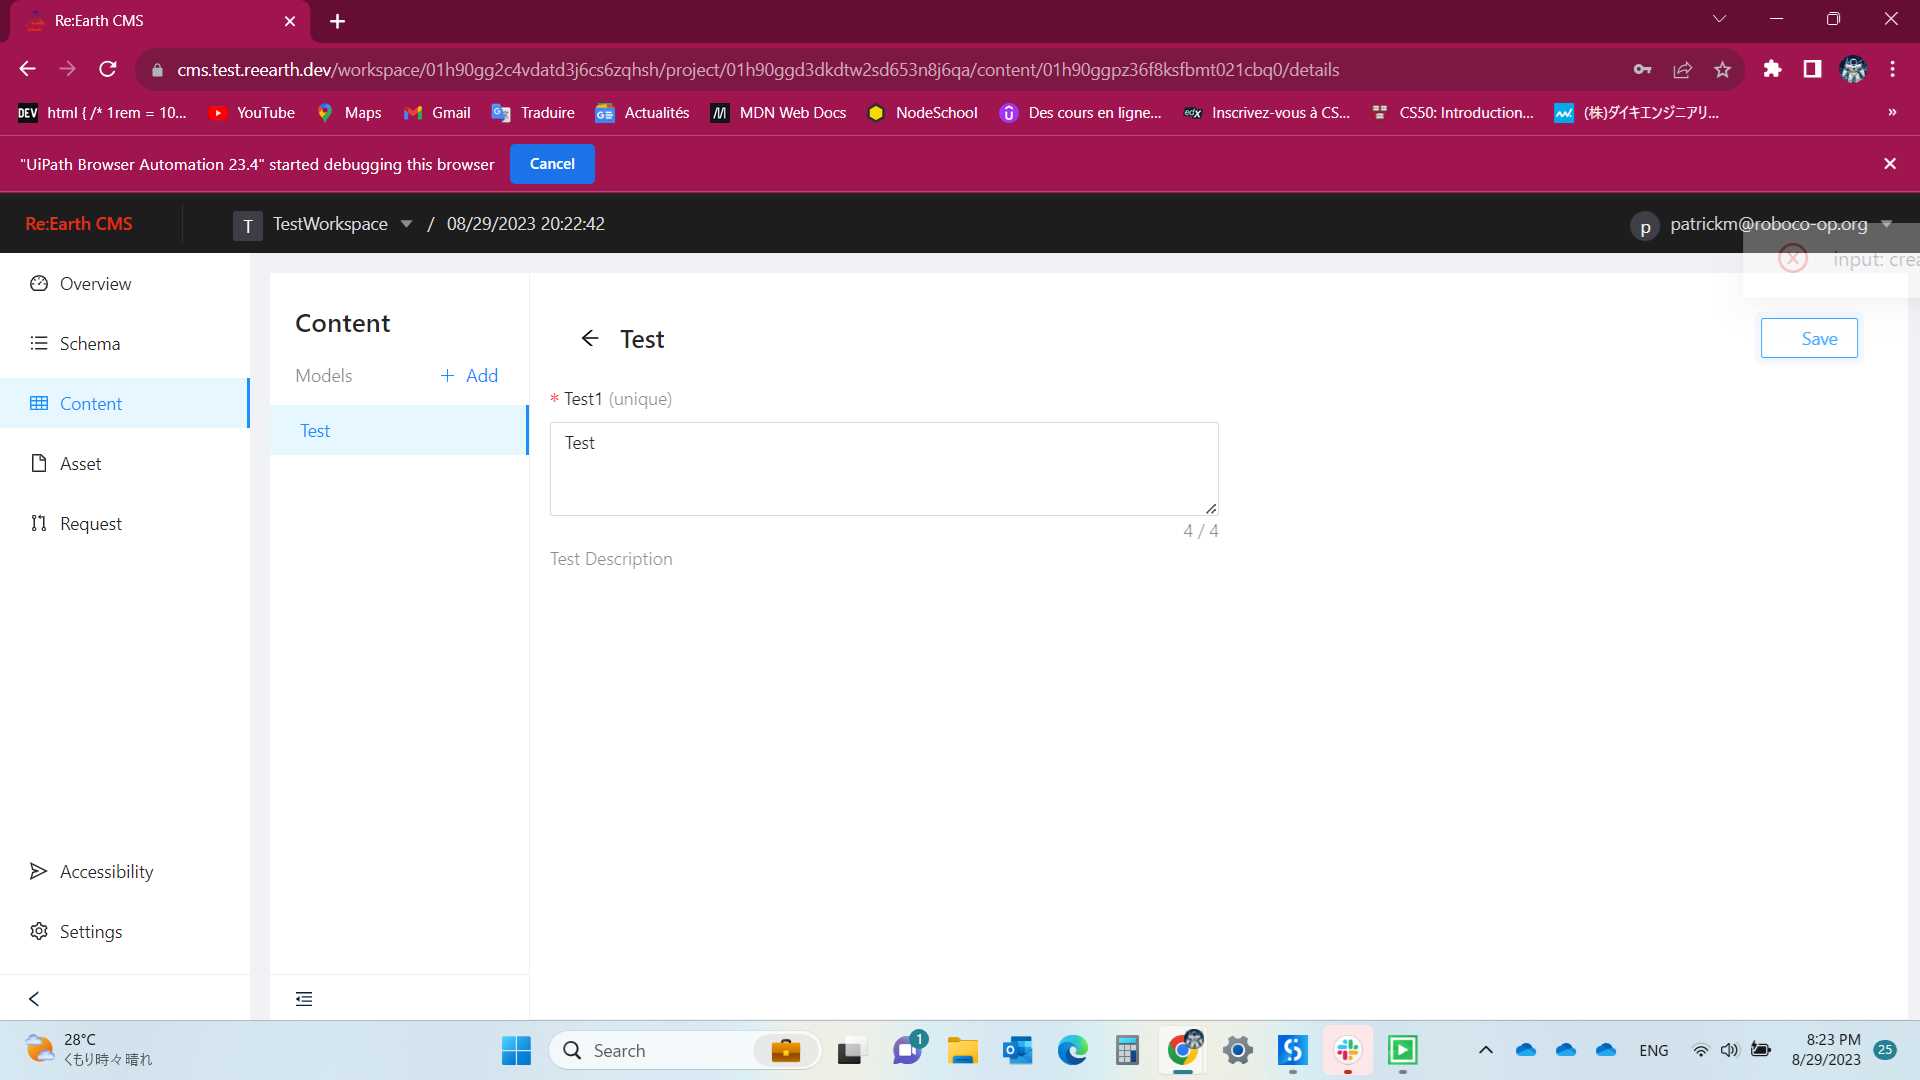 Re:Earth CMS
cms.test.reearth.dev/workspace/01h90gg2c4vdatd3j6cs6zqhsh/project/01h90ggd3dkdtw2sd653n8j6qa/content/01h90ggpz36f8ksfbmt021cbq0/details
DEV html { /* 1rem = 10... YouTube Maps Gmail Traduire Actualités MDN Web Docs NodeSchool Des cours en ligne... edX Inscrivez-vous à CS... CS50: Introduction... (株)ダイキエンジニアリ... »
"UiPath Browser Automation 23.4" started debugging this browser Cancel
Re:Earth CMS T TestWorkspace / 08/29/2023 20:22:42 p patrickm@roboco-op.org
input: crea
Overview
Schema
Content
Asset
Request
Accessibility
Settings
Content
Models + Add
Test
Test
Save
* Test1 (unique)
Test
4 / 4
Test Description
28°C
くもり時々晴れ
Search
1
ENG
8:23 PM
8/29/2023
25